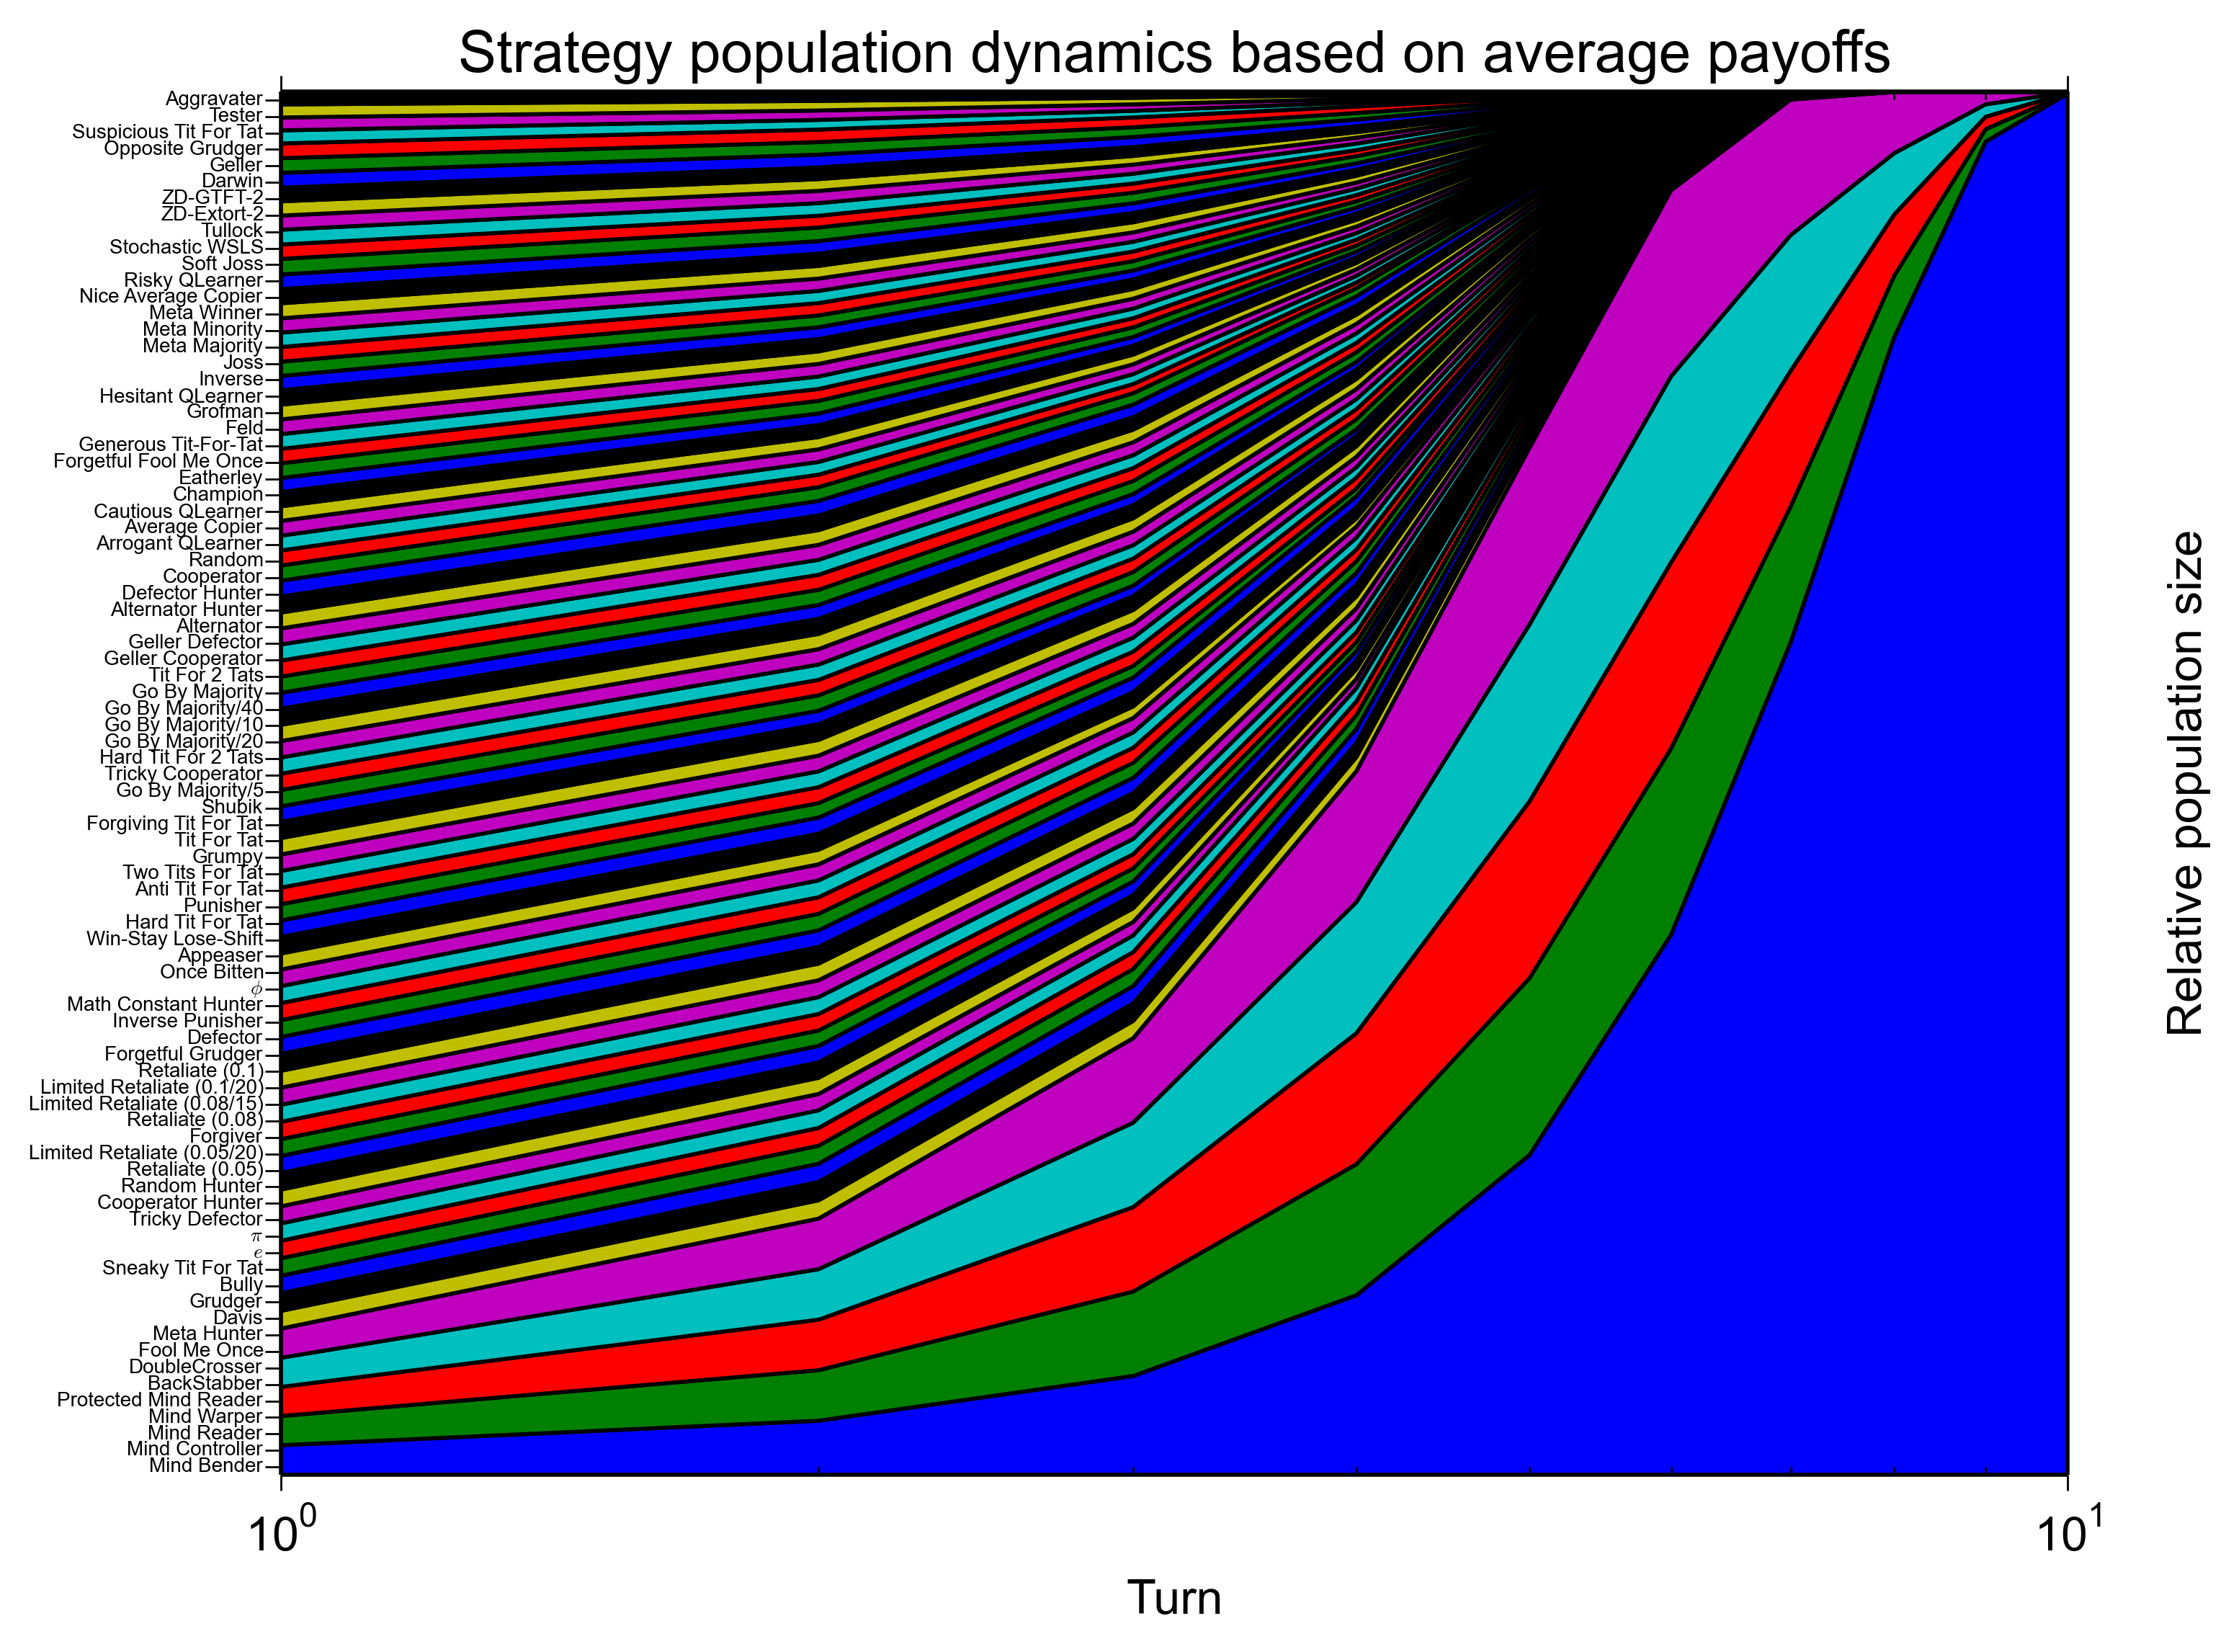 Strategy population dynamics based on average payoffs
Aggravater
Tester
Suspicious Tit For Tat
Opposite Grudger
Geller
Darwin
ZD-GTFT-2
ZD-Extort-2
Tullock
Stochastic WSLS
Soft Joss
Risky QLearner
Nice Average Copier
Meta Winner
Meta Minority
Meta Majority
Joss
Inverse
Hesitant QLearner
Grofman
Feld
Generous Tit-For-Tat
Forgetful Fool Me Once
Eatherley
Champion
Cautious QLearner
Average Copier
Arrogant QLearner
Random
Cooperator
Defector Hunter
Alternator Hunter
Alternator
Geller Defector
Geller Cooperator
Tit For 2 Tats
Go By Majority
Go By Majority/40
Go By Majority/10
Go By Majority/20
Hard Tit For 2 Tats
Tricky Cooperator
Go By Majority/5
Shubik
Forgiving Tit For Tat
Tit For Tat
Grumpy
Two Tits For Tat
Anti Tit For Tat
Punisher
Hard Tit For Tat
Win-Stay Lose-Shift
Appeaser
Once Bitten
ϕ
Math Constant Hunter
Inverse Punisher
Defector
Forgetful Grudger
Retaliate (0.1)
Limited Retaliate (0.1/20)
Limited Retaliate (0.08/15)
Retaliate (0.08)
Forgiver
Limited Retaliate (0.05/20)
Retaliate (0.05)
Random Hunter
Cooperator Hunter
Tricky Defector
π
e
Sneaky Tit For Tat
Bully
Grudger
Davis
Meta Hunter
Fool Me Once
DoubleCrosser
BackStabber
Protected Mind Reader
Mind Warper
Mind Reader
Mind Controller
Mind Bender
Relative population size
10⁰
10¹
Turn